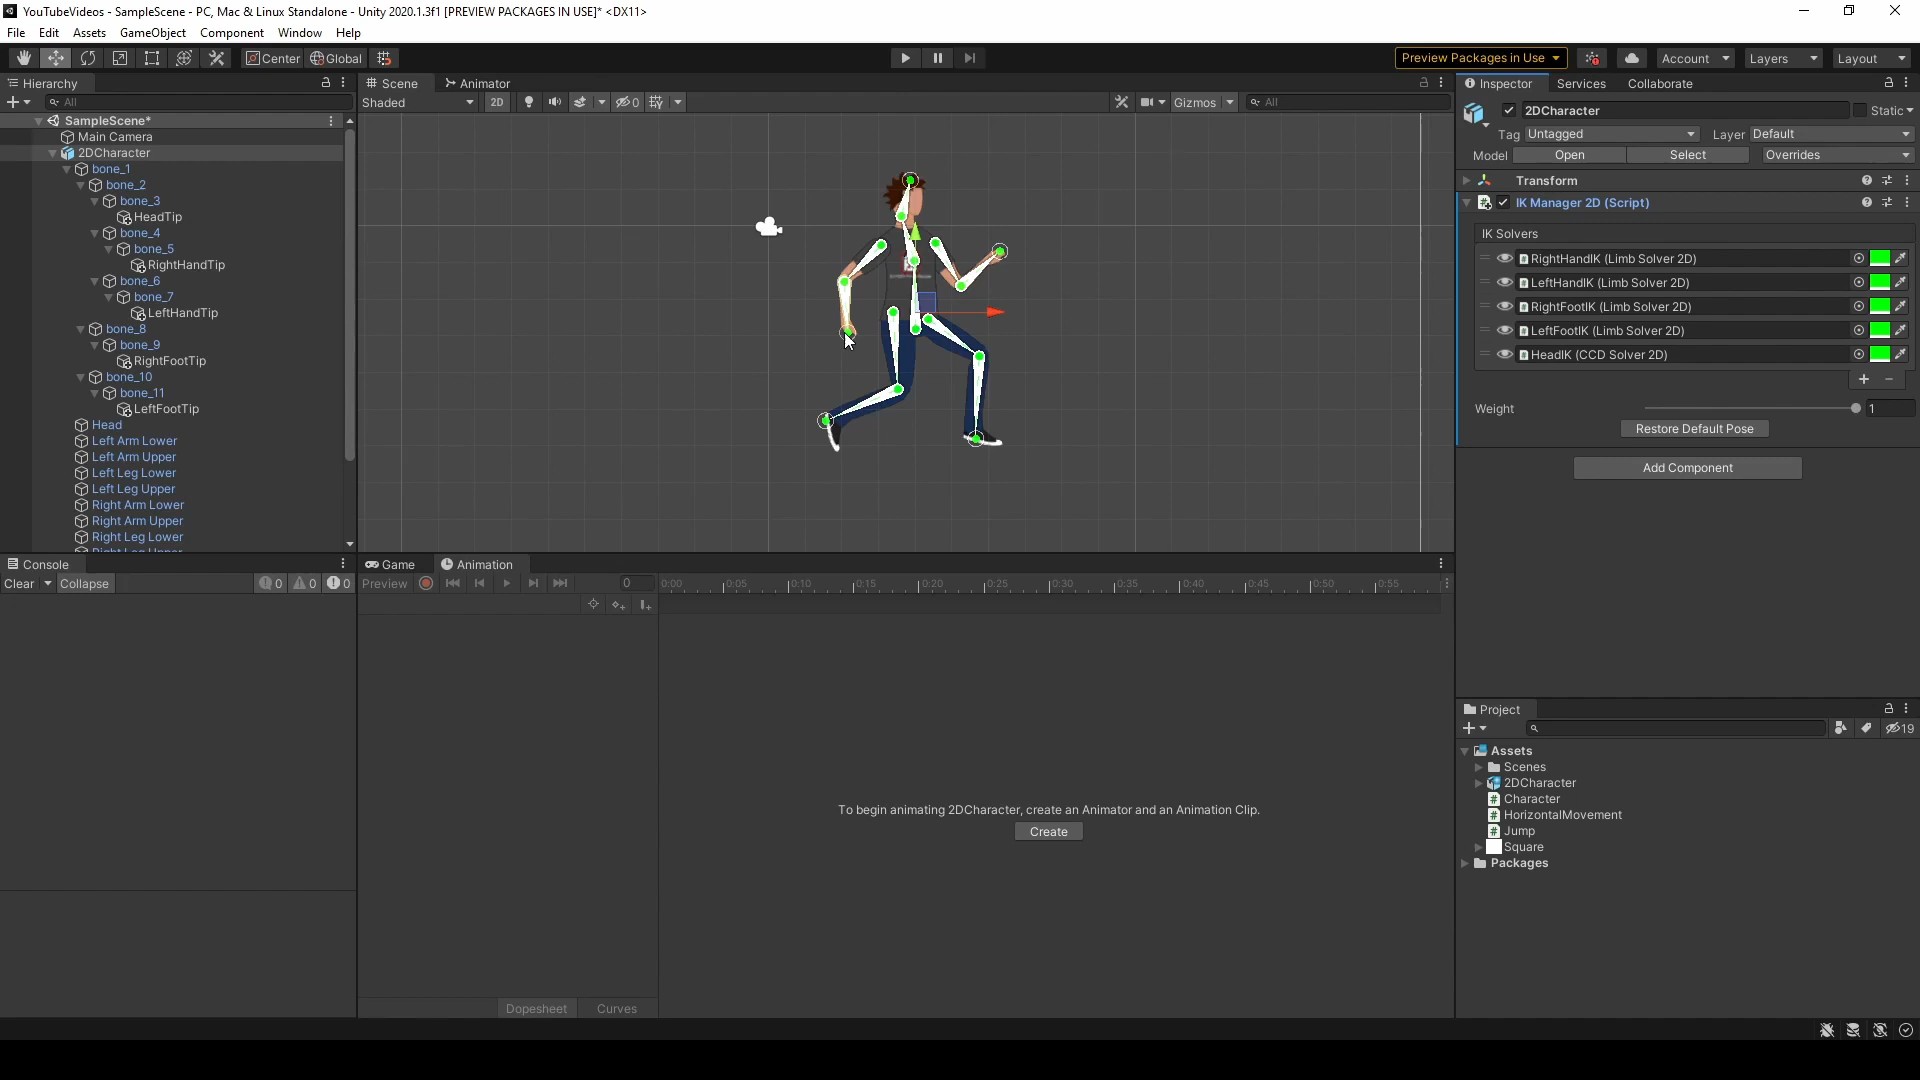 YouTubeVideos - SampleScene - PC, Mac & Linux Standalone - Unity 2020.1.3f1 [PREVIEW PACKAGES IN USE]* <DX11>
File Edit Assets GameObject Component Window Help
Center Global Preview Packages in Use Account Layers Layout
Hierarchy
All
SampleScene*
Main Camera
2DCharacter
bone_1
bone_2
bone_3
HeadTip
bone_4
bone_5
RightHandTip
bone_6
bone_7
LeftHandTip
bone_8
bone_9
RightFootTip
bone_10
bone_11
LeftFootTip
Head
Left Arm Lower
Left Arm Upper
Left Leg Lower
Left Leg Upper
Right Arm Lower
Right Arm Upper
Right Leg Lower
Right Leg Upper
Scene Animator
Shaded 2D 0 Gizmos All
Inspector Services Collaborate
2DCharacter Static
Tag Untagged Layer Default
Model Open Select Overrides
Transform
IK Manager 2D (Script)
IK Solvers
RightHandIK (Limb Solver 2D)
LeftHandIK (Limb Solver 2D)
RightFootIK (Limb Solver 2D)
LeftFootIK (Limb Solver 2D)
HeadIK (CCD Solver 2D)
Weight 1
Restore Default Pose
Add Component
Console
Clear Collapse 0 0 0
Game Animation
Preview 0 0:00 0:05 0:10 0:15 0:20 0:25 0:30 0:35 0:40 0:45 0:50 0:55
To begin animating 2DCharacter, create an Animator and an Animation Clip.
Create
Dopesheet Curves
Project
19
Assets
Scenes
2DCharacter
Character
HorizontalMovement
Jump
Square
Packages